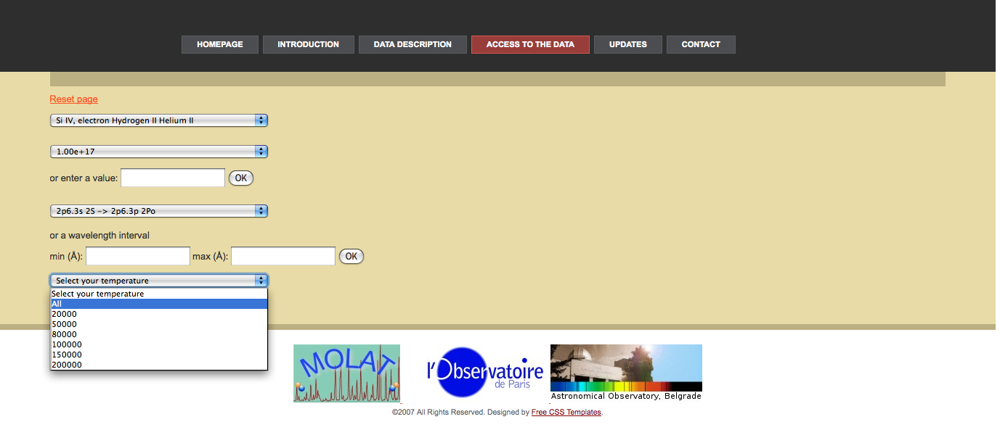 HOMEPAGE INTRODUCTION DATA DESCRIPTION ACCESS TO THE DATA UPDATES CONTACT
Reset page
Si IV, electron Hydrogen II Helium II
1.00e+17
or enter a value: OK
2p6.3s 2S -> 2p6.3p 2Po
or a wavelength interval
min (Å): max (Å): OK
Select your temperature
Select your temperature
All
20000
50000
80000
100000
150000
200000
MOLAT
l'Observatoire
de Paris
Astronomical Observatory, Belgrade
©2007 All Rights Reserved. Designed by Free CSS Templates.